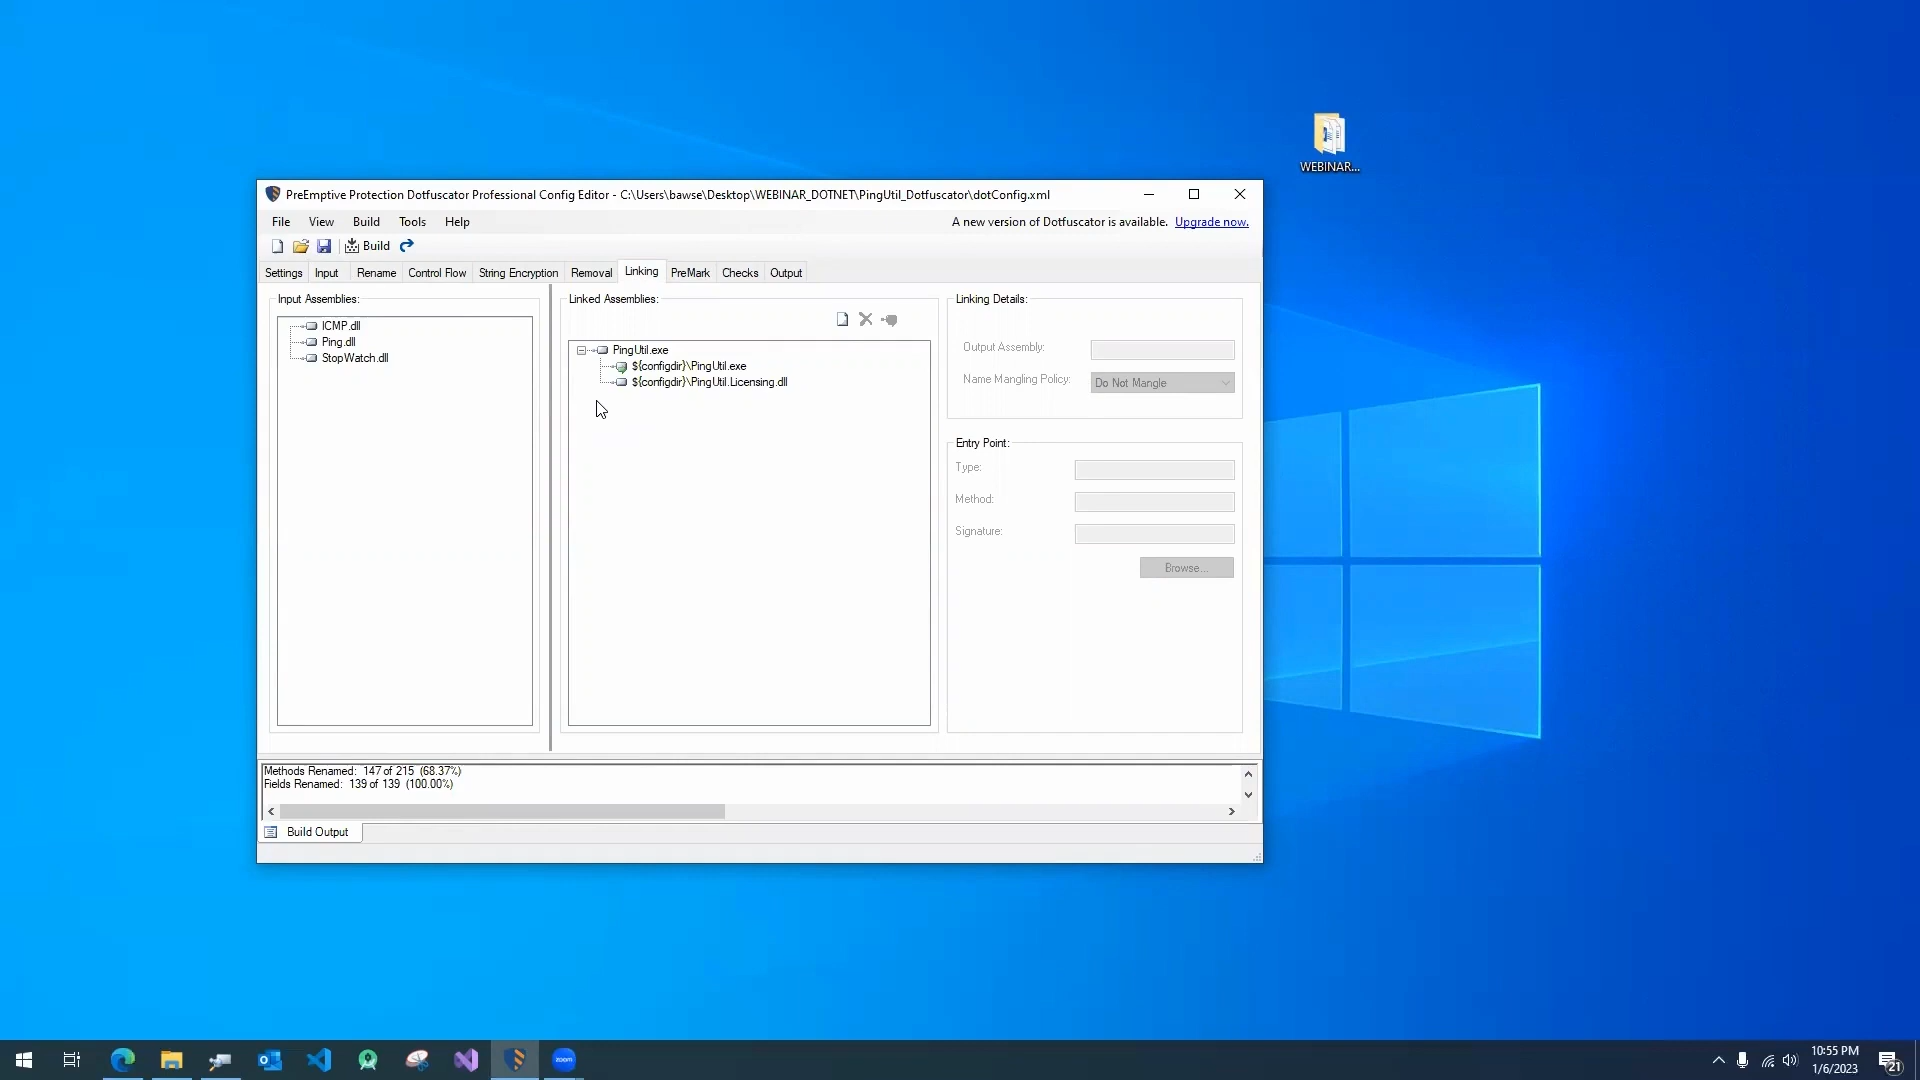 WEBINAR...
PreEmptive Protection Dotfuscator Professional Config Editor - C:\Users\bawse\Desktop\WEBINAR_DOTNET\PingUtil_Dotfuscator\dotConfig.xml
File View Build Tools Help A new version of Dotfuscator is available. Upgrade now.
Build
Settings Input Rename Control Flow String Encryption Removal Linking PreMark Checks Output
Input Assemblies:
ICMP.dll
Ping.dll
StopWatch.dll
Linked Assemblies:
PingUtil.exe
${configdir}\PingUtil.exe
${configdir}\PingUtil.Licensing.dll
Linking Details:
Output Assembly:
Name Mangling Policy: Do Not Mangle
Entry Point:
Type:
Method:
Signature:
Browse...
Methods Renamed: 147 of 215 (68.37%)
Fields Renamed: 139 of 139 (100.00%)
Build Output
zoom
10:55 PM
1/6/2023
21